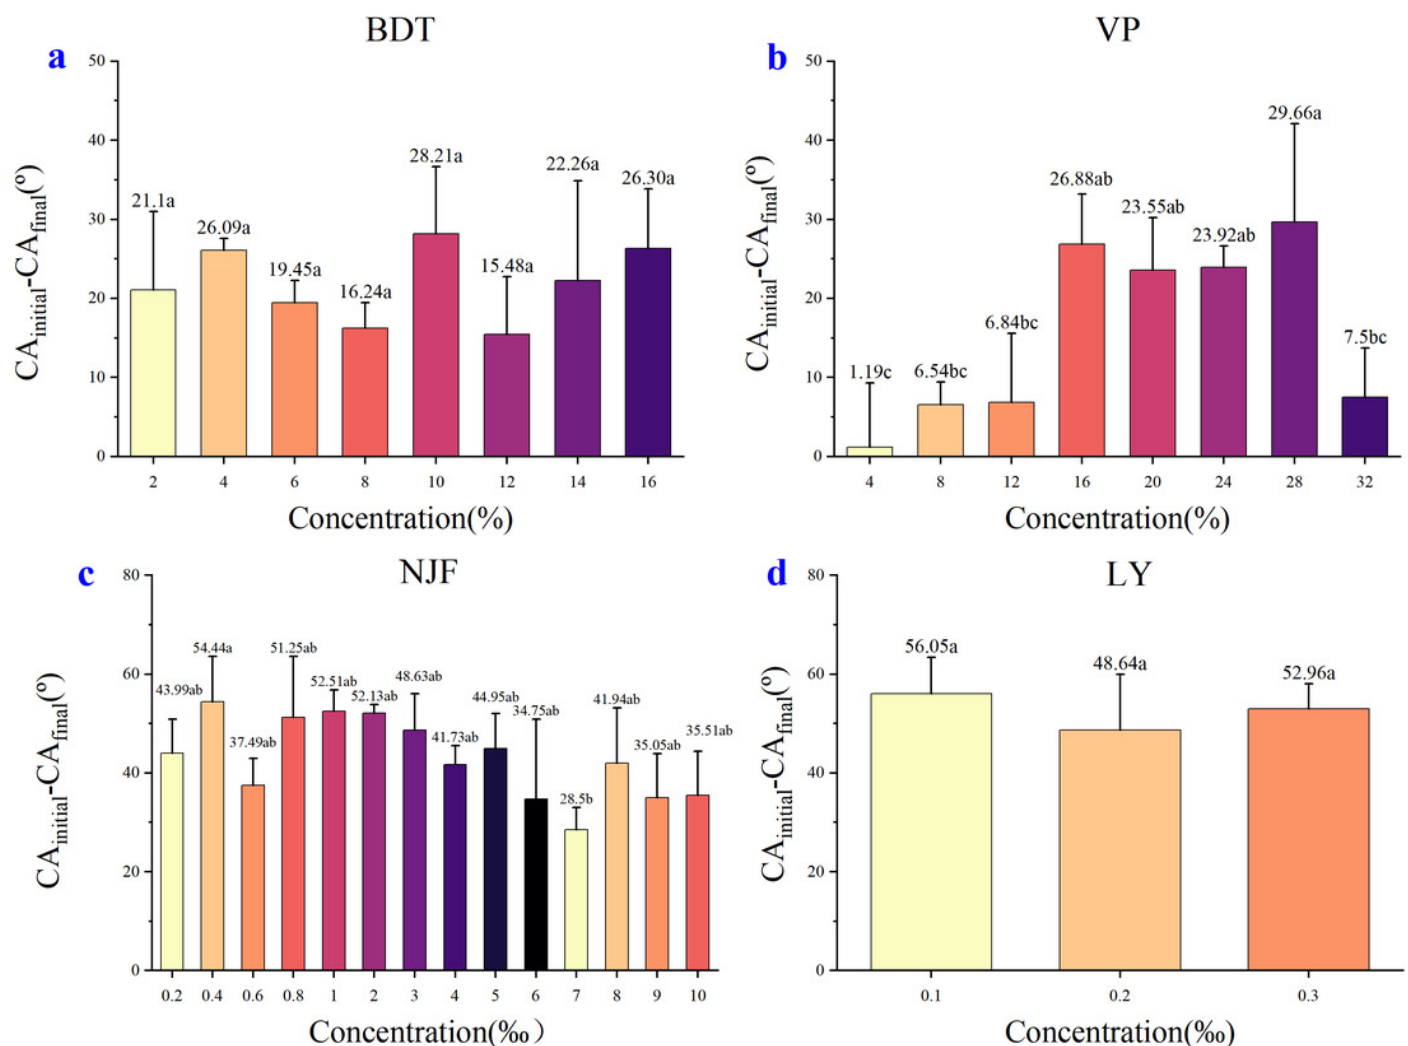 BDT
a
50
40
30
20
10
0
CAinitial-CAfinal(º)
21.1a
26.09a
19.45a
16.24a
28.21a
15.48a
22.26a
26.30a
2 4 6 8 10 12 14 16
Concentration(%)
VP
b
50
40
30
20
10
0
CAinitial-CAfinal(º)
1.19c
6.54bc
6.84bc
26.88ab
23.55ab
23.92ab
29.66a
7.5bc
4 8 12 16 20 24 28 32
Concentration(%)
NJF
c
80
60
40
20
0
CAinitial-CAfinal(º)
43.99ab
54.44a
37.49ab
51.25ab
52.51ab
52.13ab
48.63ab
41.73ab
44.95ab
34.75ab
28.5b
41.94ab
35.05ab
35.51ab
0.2 0.4 0.6 0.8 1 2 3 4 5 6 7 8 9 10
Concentration(‰）
LY
d
80
60
40
20
0
CAinitial-CAfinal(º)
56.05a
48.64a
52.96a
0.1 0.2 0.3
Concentration(‰)